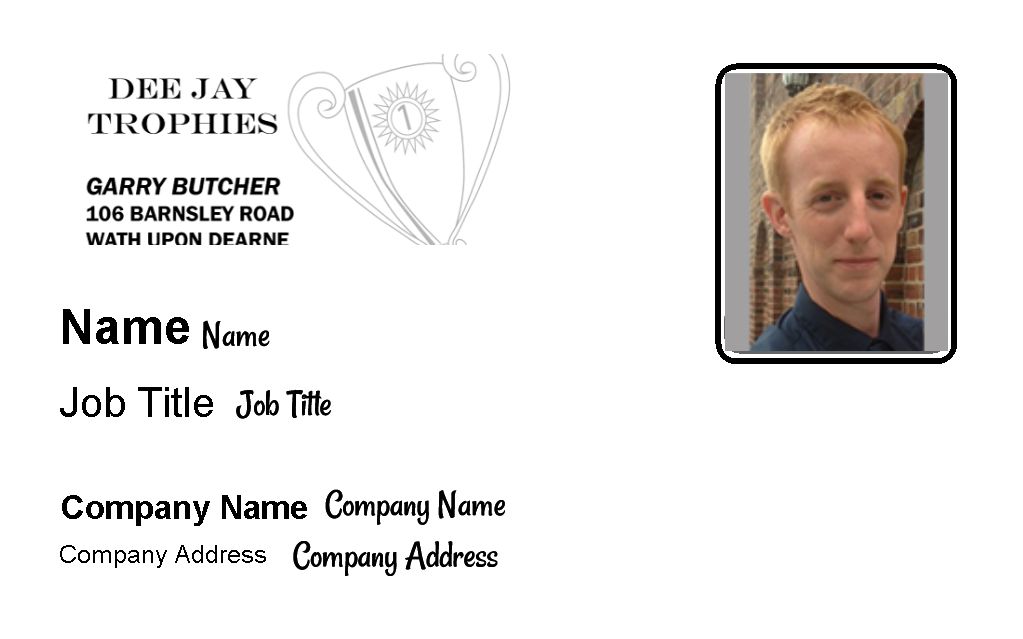 DEE JAY
TROPHIES
1
GARRY BUTCHER
106 BARNSLEY ROAD
WATH UPON DEARNE
Name Name
Job Title Job Title
Company Name Company Name
Company Address Company Address